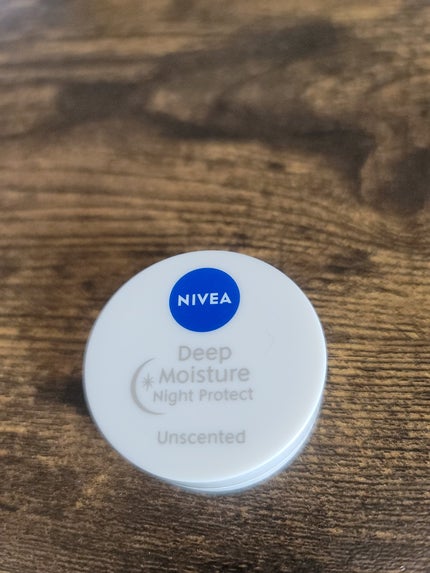 NIVEA
Deep
Moisture
Night Protect
Unscented